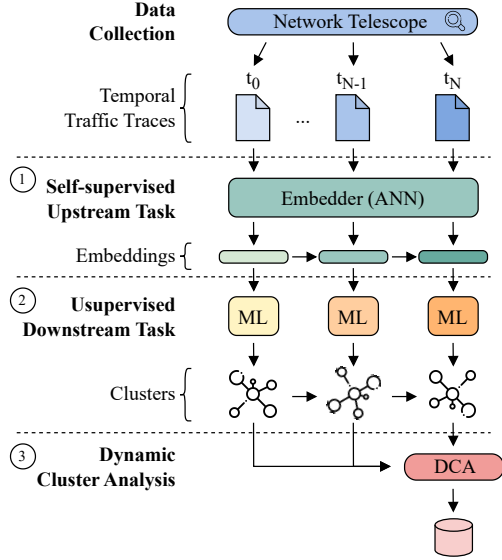 Data
Collection
Network Telescope
Temporal
Traffic Traces
t0
...
tN-1
tN
1
Self-supervised
Upstream Task
Embedder (ANN)
Embeddings
2
Usupervised
Downstream Task
ML
ML
ML
Clusters
3
Dynamic
Cluster Analysis
DCA